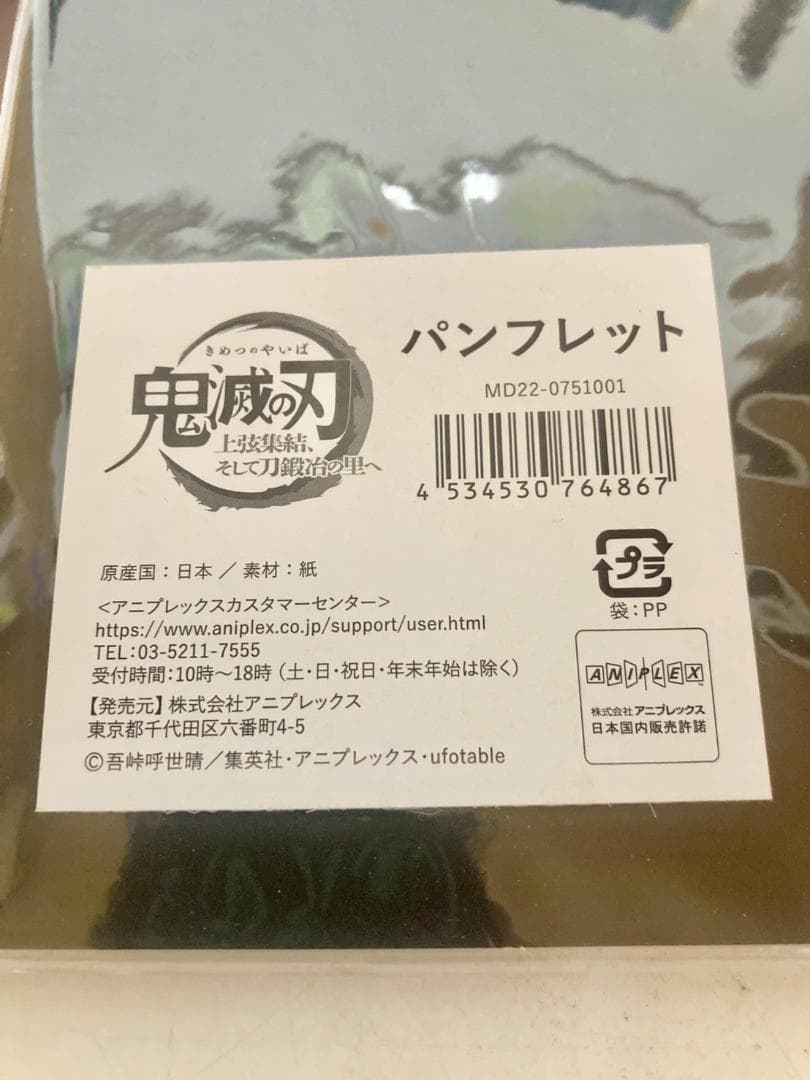 きめつのやいば
鬼滅の刃
上弦集結、
そして刀鍛冶の里へ
パンフレット
MD22-0751001
4 534530 764867
プラ
袋：PP
原産国：日本 ／ 素材：紙
<アニプレックスカスタマーセンター>
https://www.aniplex.co.jp/support/user.html
TEL：03-5211-7555
受付時間：10時～18時（土・日・祝日・年末年始は除く）
【発売元】株式会社アニプレックス
東京都千代田区六番町4-5
©吾峠呼世晴／集英社・アニプレックス・ufotable
ANIPLEX™
株式会社 アニプレックス
日本国内販売許諾